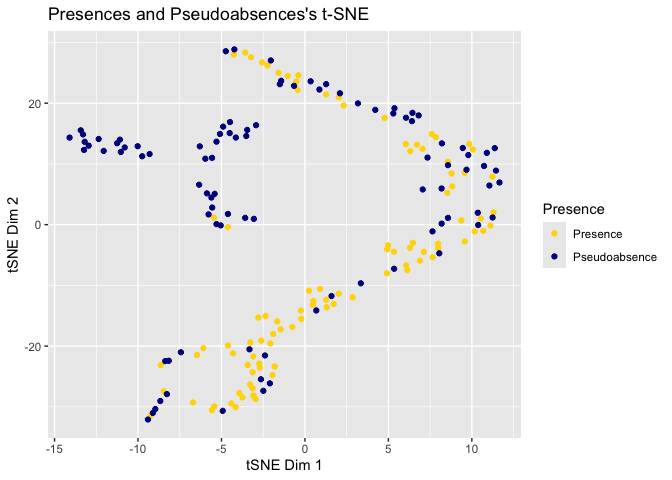 Presences and Pseudoabsences's t-SNE
20
0
-20
-15
-10
-5
0
5
10
tSNE Dim 1
tSNE Dim 2
Presence
Presence
Pseudoabsence